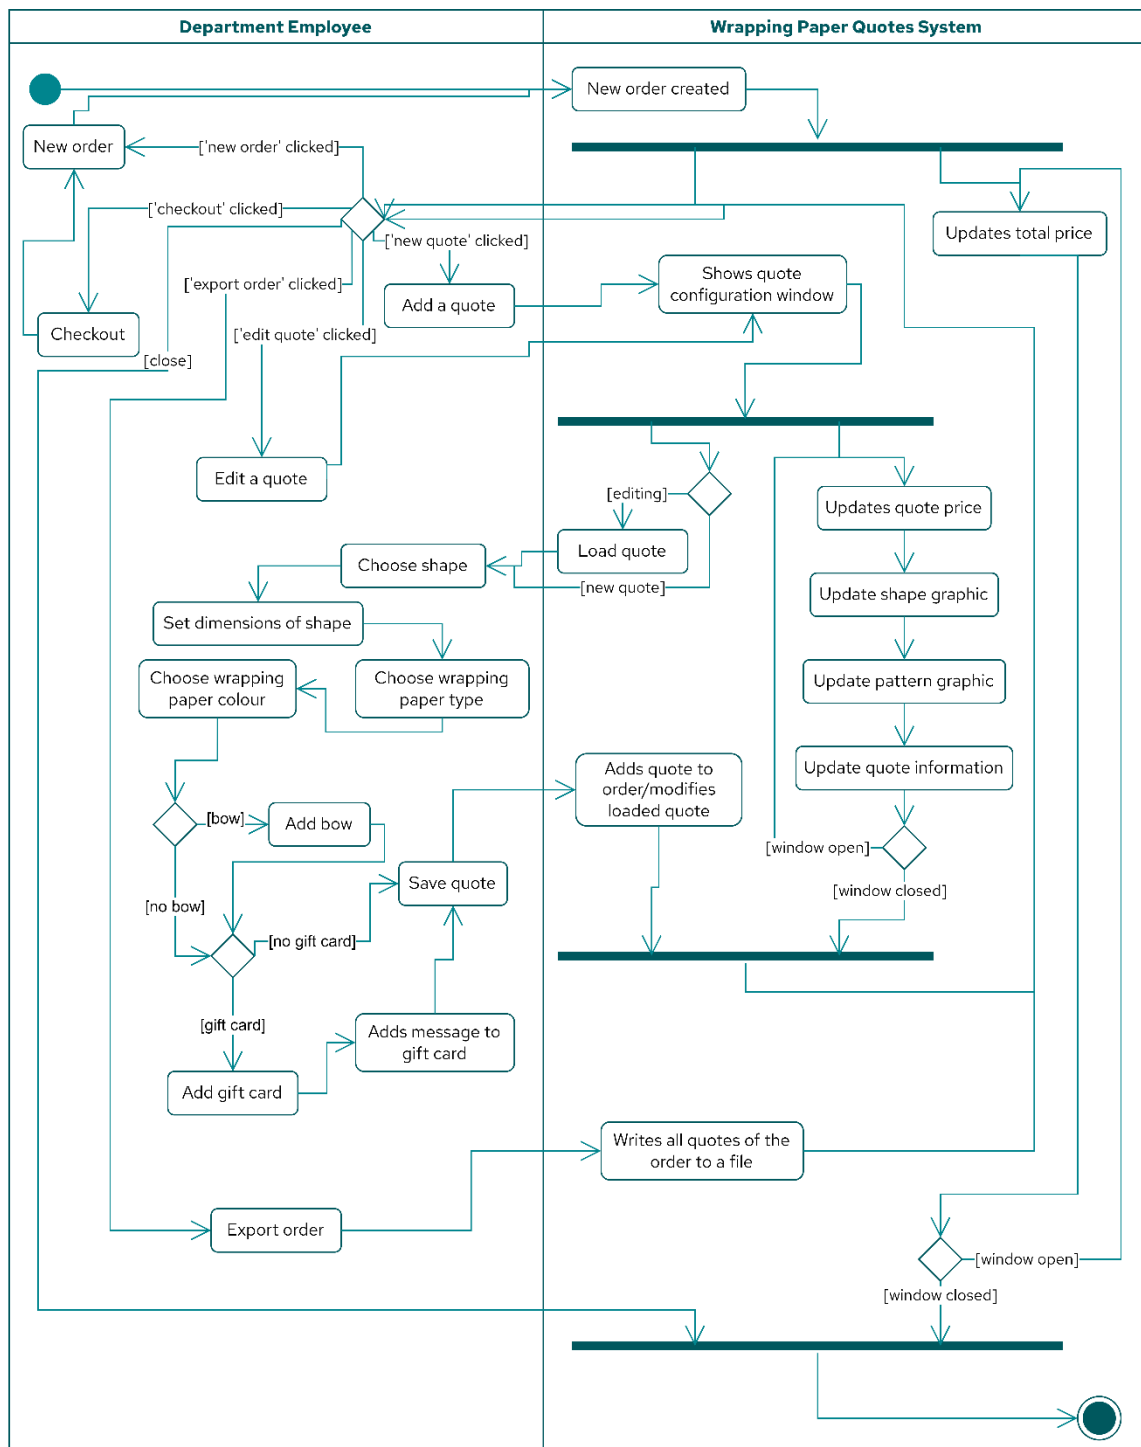 Department Employee
Wrapping Paper Quotes System
New order created
New order
['new order' clicked]
['checkout' clicked]
Updates total price
['new quote' clicked]
['export order' clicked]
Shows quote
configuration window
Add a quote
Checkout
['edit quote' clicked]
[close]
Edit a quote
[editing]
Updates quote price
Load quote
Choose shape
[new quote]
Update shape graphic
Set dimensions of shape
Choose wrapping
paper colour
Choose wrapping
paper type
Update pattern graphic
Adds quote to
order/modifies
loaded quote
Update quote information
[bow]
Add bow
[window open]
Save quote
[window closed]
[no bow]
[no gift card]
[gift card]
Adds message to
gift card
Add gift card
Writes all quotes of the
order to a file
Export order
[window open]
[window closed]